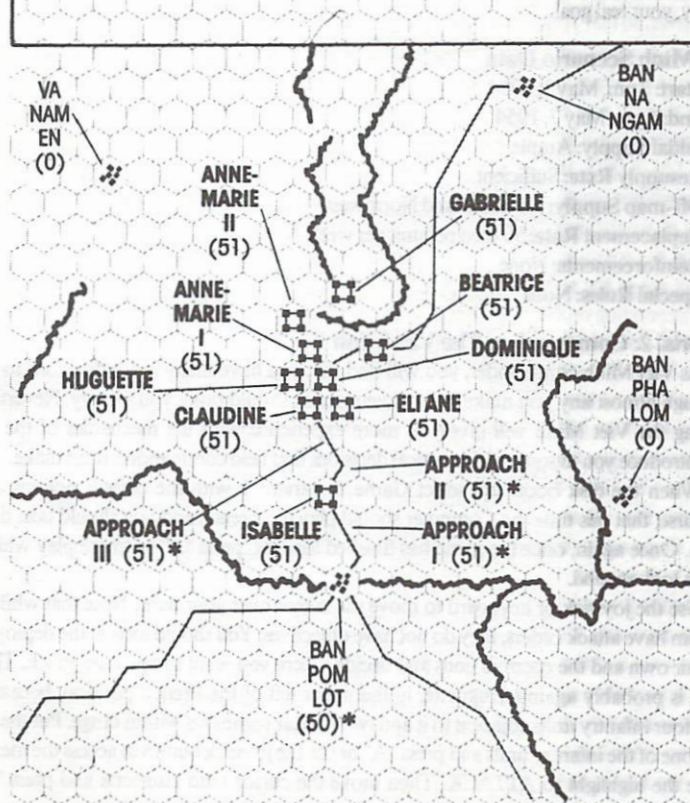 VA
NAM
EN
(0)
BAN
NA
NGAM
(0)
ANNE-
MARIE
II
(51)
GABRIELLE
(51)
ANNE-
MARIE
I
(51)
BEATRICE
(51)
HUGUETTE
(51)
DOMINIQUE
(51)
BAN
PHA
LOM
(0)
CLAUDINE
(51)
ELIANE
(51)
APPROACH
II (51)*
APPROACH
III (51)*
ISABELLE
(51)
APPROACH
I (51)*
BAN
POM
LOT
(50)*